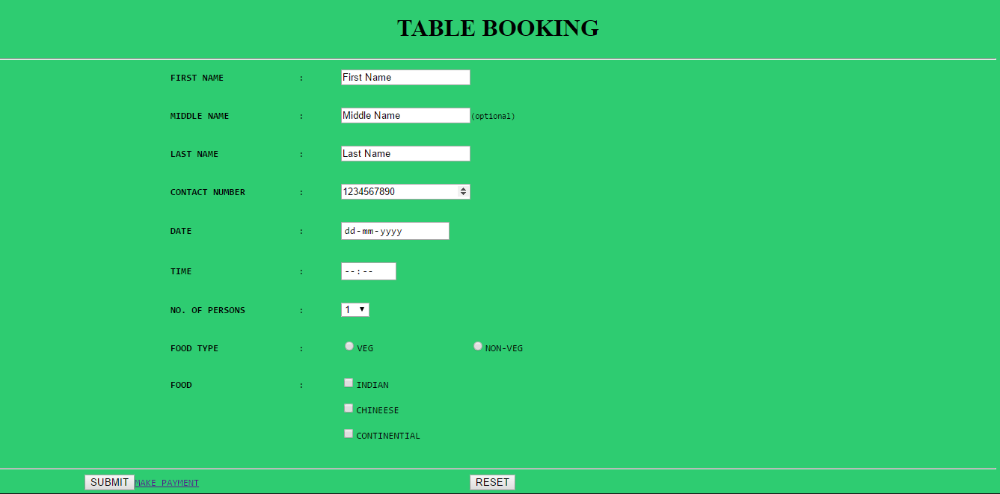 TABLE BOOKING
FIRST NAME : First Name
MIDDLE NAME : Middle Name (optional)
LAST NAME : Last Name
CONTACT NUMBER : 1234567890
DATE : dd-mm-yyyy
TIME : --:--
NO. OF PERSONS : 1
FOOD TYPE : VEG NON-VEG
FOOD : INDIAN
CHINEESE
CONTINENTIAL
SUBMIT MAKE PAYMENT RESET